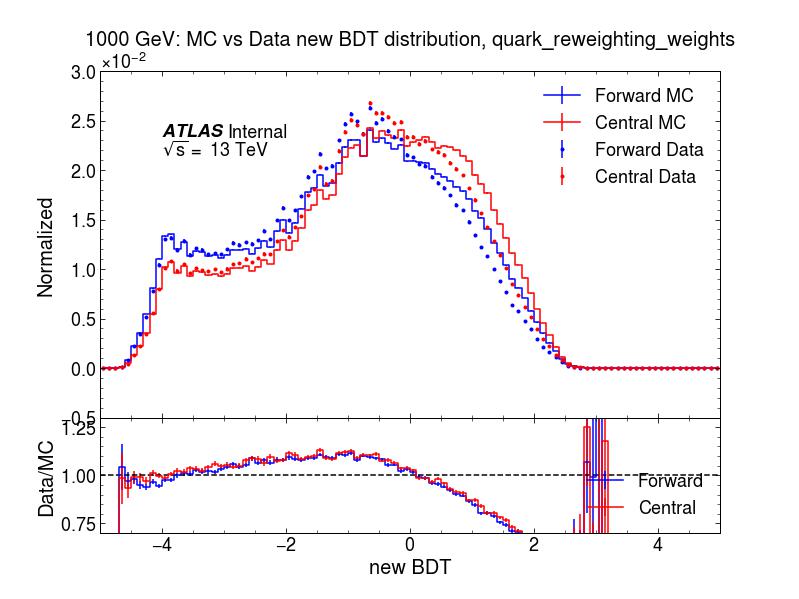 1000 GeV: MC vs Data new BDT distribution, quark_reweighting_weights
×10⁻²
3.0
2.5
2.0
1.5
1.0
0.5
0.0
−0.5
Normalized
ATLAS Internal
√s = 13 TeV
Forward MC
Central MC
Forward Data
Central Data
1.25
1.00
0.75
Data/MC
Forward
Central
−4 −2 0 2 4
new BDT